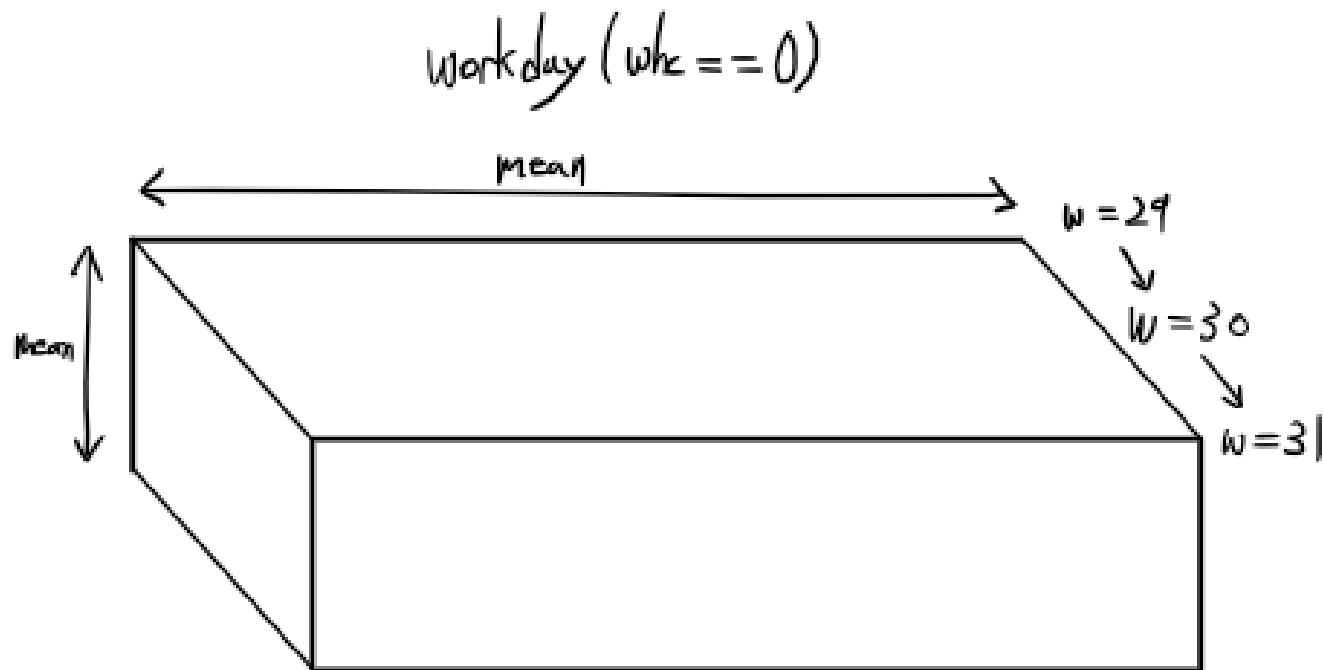 workday (whc == 0)
mean
w = 29
mean
w = 30
w = 31